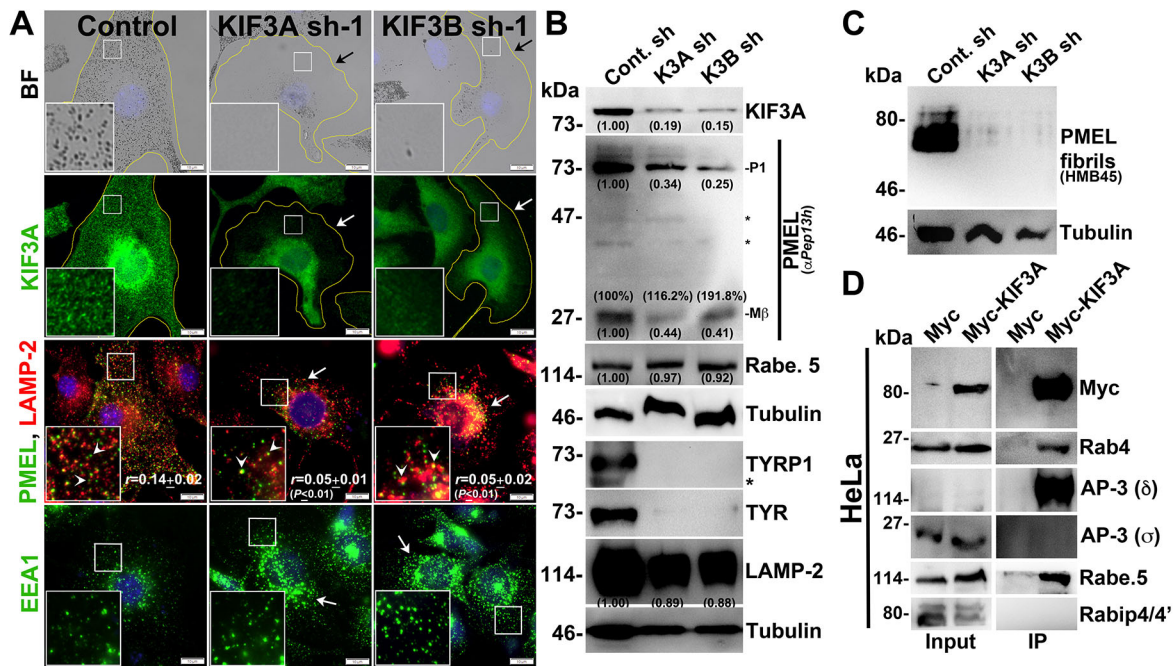 A
Control
KIF3A sh-1
KIF3B sh-1
BF
KIF3A
PMEL, LAMP-2
r=0.14±0.02
r=0.05±0.01
(P≤0.01)
r=0.05±0.02
(P≤0.01)
EEA1
B
Cont. sh
K3A sh
K3B sh
kDa
KIF3A
73-
(1.00) (0.19) (0.15)
73-
-P1
(1.00) (0.34) (0.25)
47-
*
*
PMEL
(αPep13h)
(100%) (116.2%) (191.8%)
27-
-Mβ
(1.00) (0.44) (0.41)
114-
Rabe. 5
(1.00) (0.97) (0.92)
46-
Tubulin
73-
TYRP1
*
73-
TYR
114-
LAMP-2
(1.00) (0.89) (0.88)
46-
Tubulin
C
Cont. sh
K3A sh
K3B sh
kDa
80-
PMEL
fibrils
(HMB45)
46-
46-
Tubulin
D
Myc
Myc-KIF3A
Myc
Myc-KIF3A
kDa
HeLa
80-
Myc
27-
Rab4
114-
AP-3 (δ)
27-
AP-3 (σ)
114-
Rabe.5
80-
Rabip4/4'
Input
IP